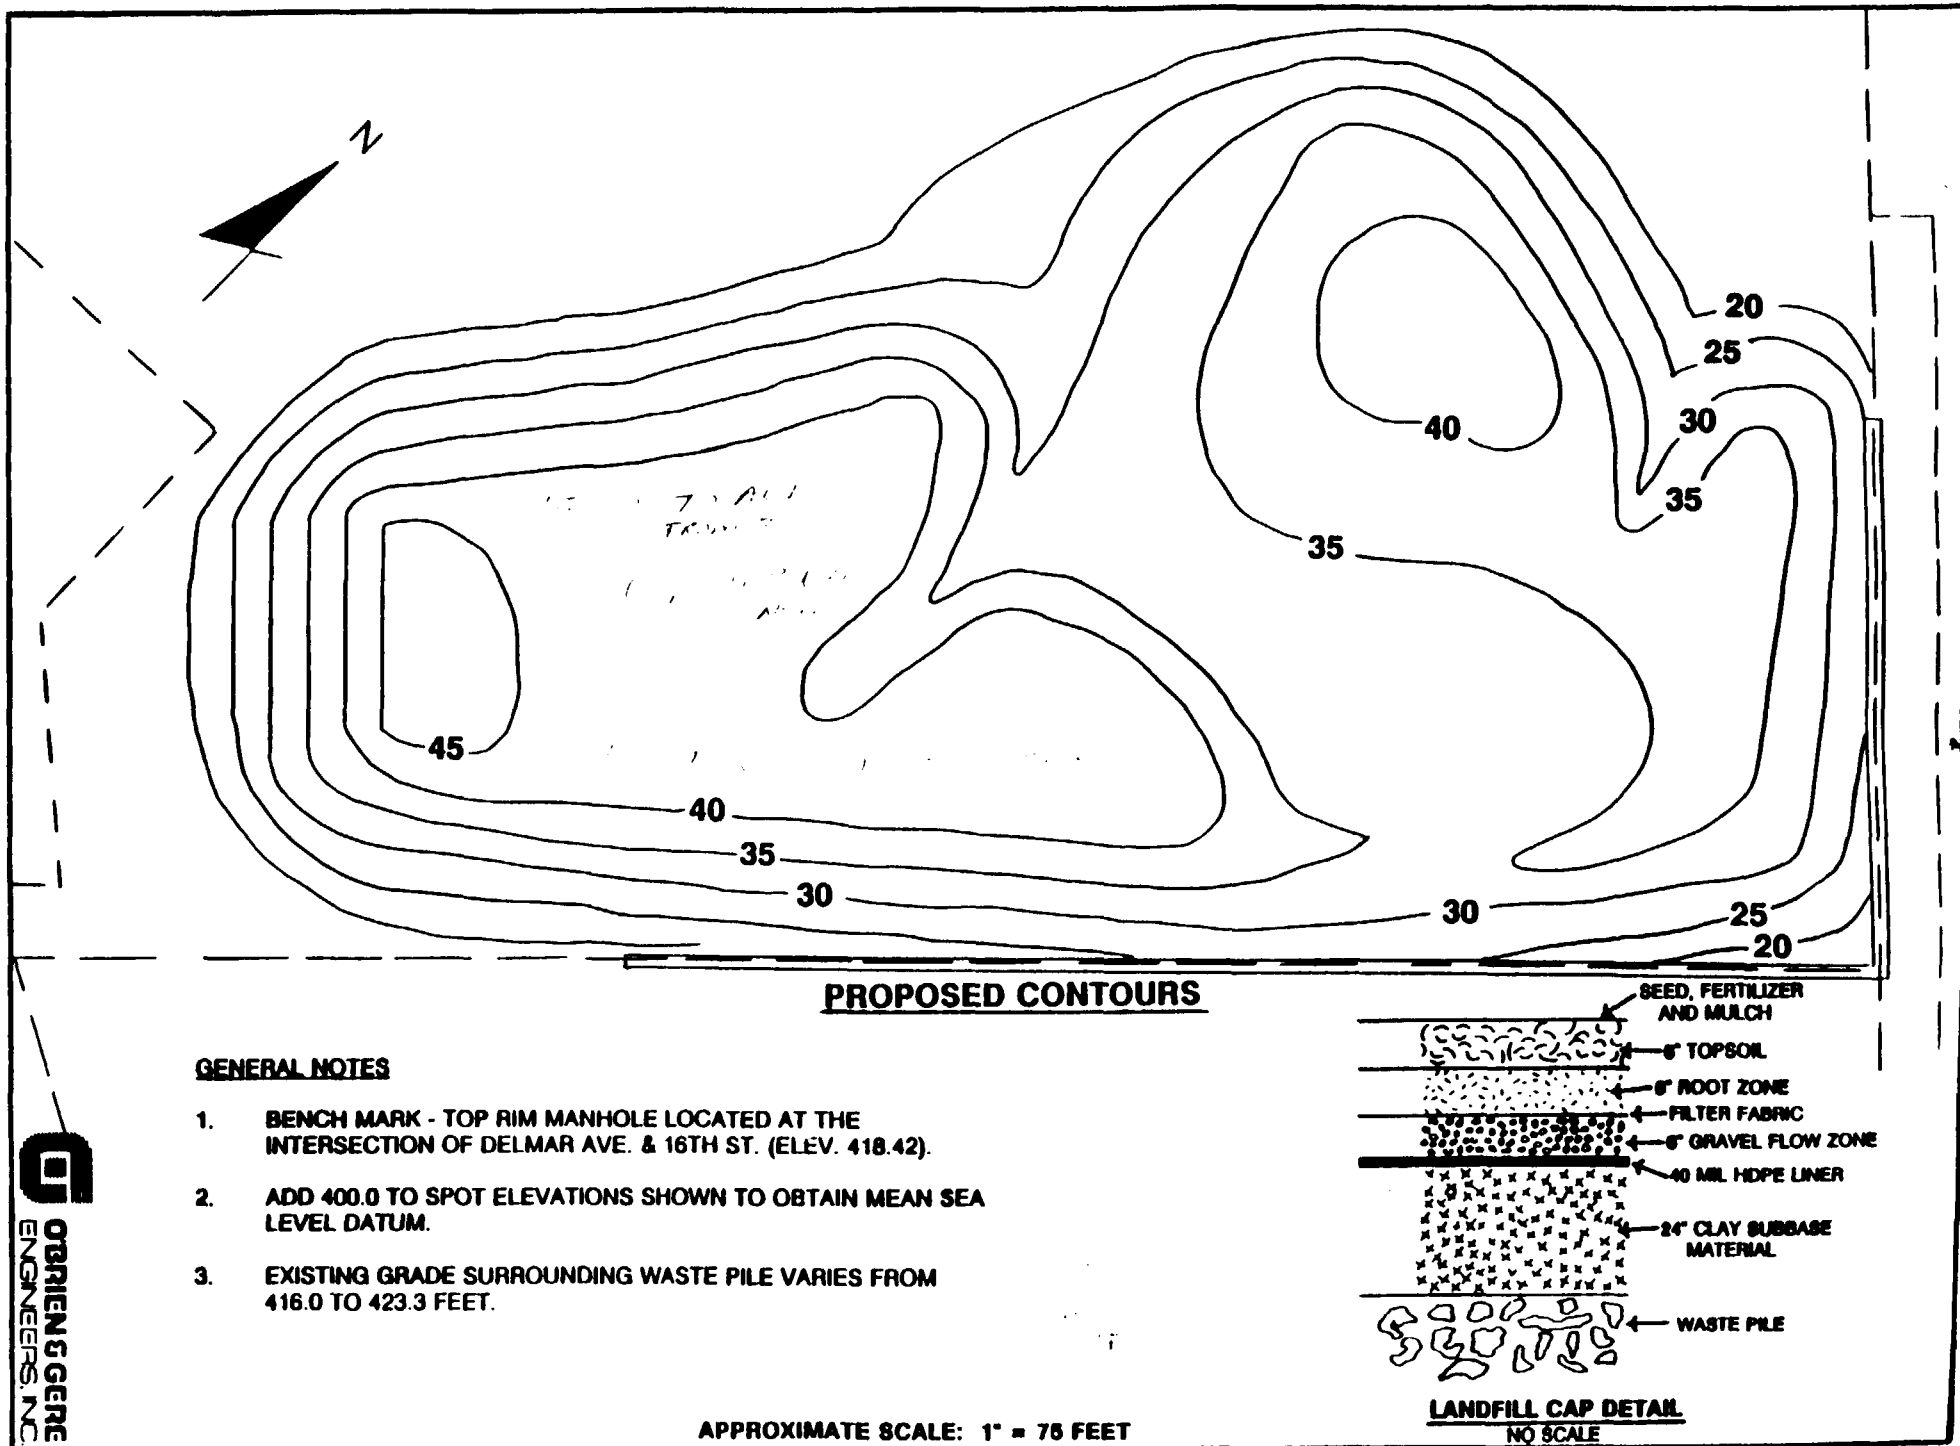 N
20
25
30
35
40
35
45
40
35
30
30
25
20
PROPOSED CONTOURS
GENERAL NOTES
1. BENCH MARK - TOP RIM MANHOLE LOCATED AT THE
INTERSECTION OF DELMAR AVE. & 16TH ST. (ELEV. 418.42).
2. ADD 400.0 TO SPOT ELEVATIONS SHOWN TO OBTAIN MEAN SEA
LEVEL DATUM.
3. EXISTING GRADE SURROUNDING WASTE PILE VARIES FROM
416.0 TO 423.3 FEET.
APPROXIMATE SCALE: 1" = 75 FEET
SEED, FERTILIZER
AND MULCH
6" TOPSOIL
ROOT ZONE
FILTER FABRIC
6" GRAVEL FLOW ZONE
40 MIL HDPE LINER
24" CLAY SUBBASE
MATERIAL
WASTE PILE
LANDFILL CAP DETAIL
NO SCALE
O'BRIEN & GERE
ENGINEERS, INC.